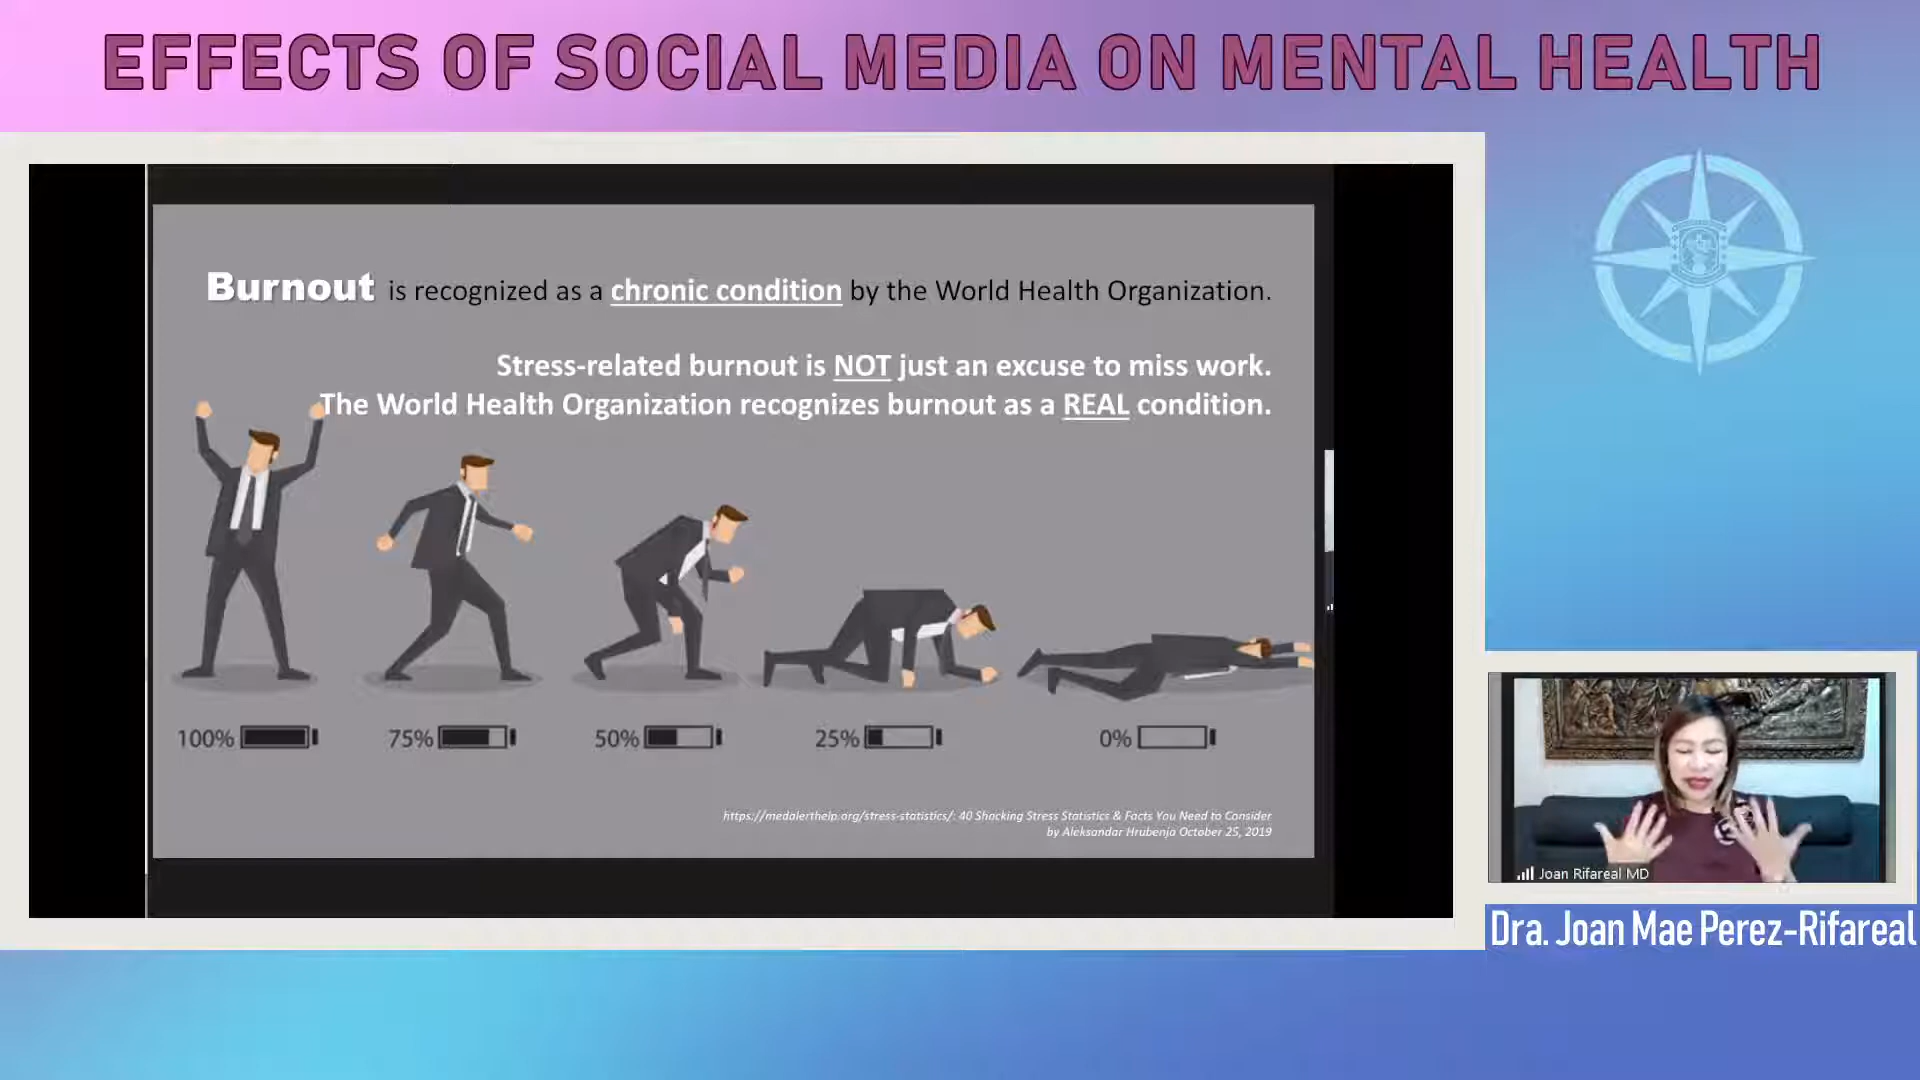 EFFECTS OF SOCIAL MEDIA ON MENTAL HEALTH
Burnout is recognized as a chronic condition by the World Health Organization.
Stress-related burnout is NOT just an excuse to miss work.
The World Health Organization recognizes burnout as a REAL condition.
100% 75% 50% 25% 0%
https://medalerthelp.org/stress-statistics/: 40 Shocking Stress Statistics & Facts You Need to Consider
by Aleksandar Hrubenja October 25, 2019
Joan Rifareal MD
Dra. Joan Mae Perez-Rifareal